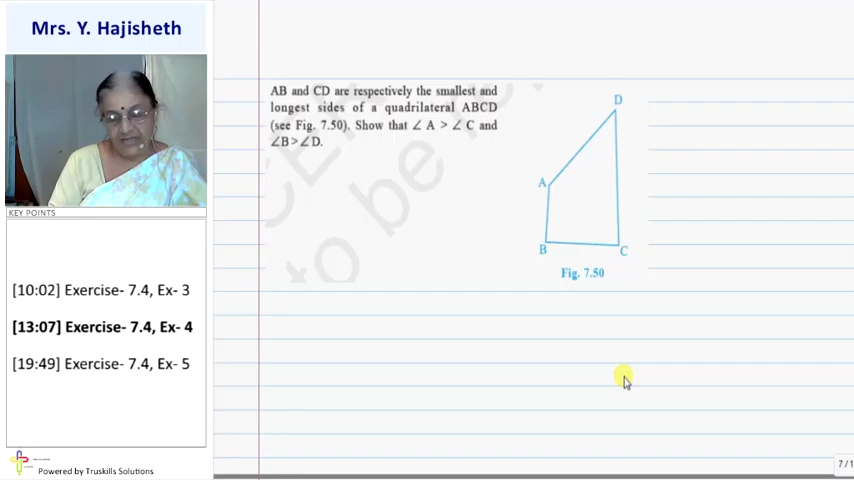 Mrs. Y. Hajisheth
KEY POINTS
[10:02] Exercise- 7.4, Ex- 3
[13:07] Exercise- 7.4, Ex- 4
[19:49] Exercise- 7.4, Ex- 5
Powered by Truskills Solutions
AB and CD are respectively the smallest and
longest sides of a quadrilateral ABCD
(see Fig. 7.50). Show that ∠ A > ∠ C and
∠B > ∠D.
D
A
B
C
Fig. 7.50
to be
7/1